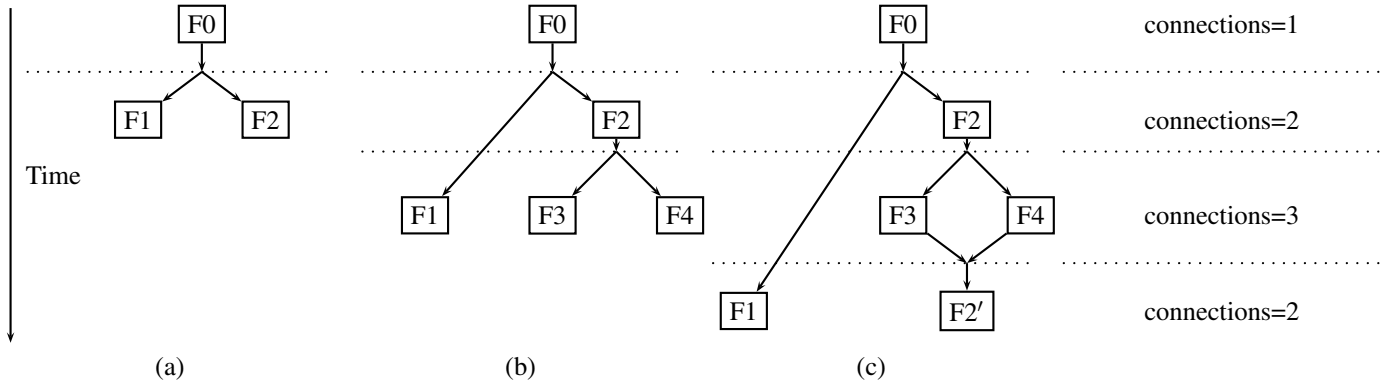 F0 F0 F0 connections=1
F1 F2 F2 F2 connections=2
Time
F1 F3 F4 F3 F4 connections=3
F1 F2′ connections=2
(a) (b) (c)